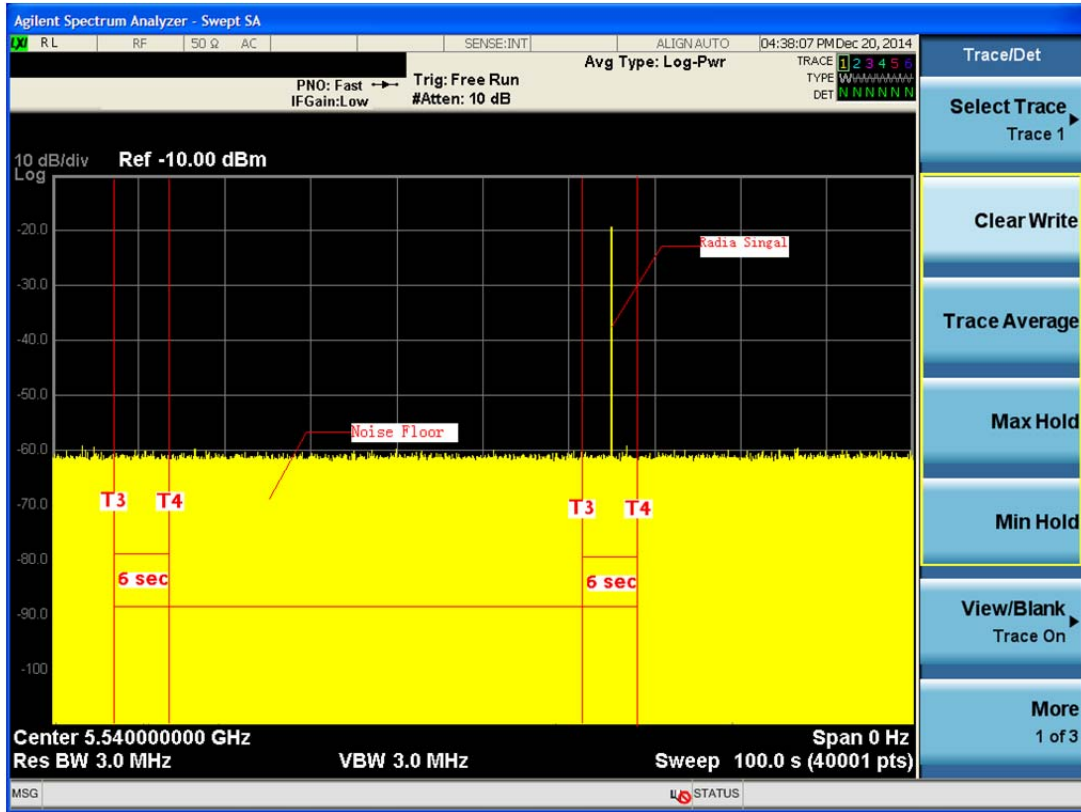 Agilent Spectrum Analyzer - Swept SA
LXI RL RF 50 Ω AC SENSE:INT ALIGN AUTO 04:38:07 PM Dec 20, 2014
Avg Type: Log-Pwr
TRACE 1 2 3 4 5 6
PNO: Fast Trig: Free Run
TYPE WWWWWW
IFGain:Low #Atten: 10 dB
DET N N N N N N
10 dB/div Ref -10.00 dBm
Log
-20.0
Radia Singal
-30.0
-40.0
-50.0
Noise Floor
-60.0
-70.0
T3 T4 T3 T4
-80.0
6 sec 6 sec
-90.0
-100
Center 5.540000000 GHz Span 0 Hz
Res BW 3.0 MHz VBW 3.0 MHz Sweep 100.0 s (40001 pts)
MSG STATUS
Trace/Det
Select Trace
Trace 1
Clear Write
Trace Average
Max Hold
Min Hold
View/Blank
Trace On
More
1 of 3